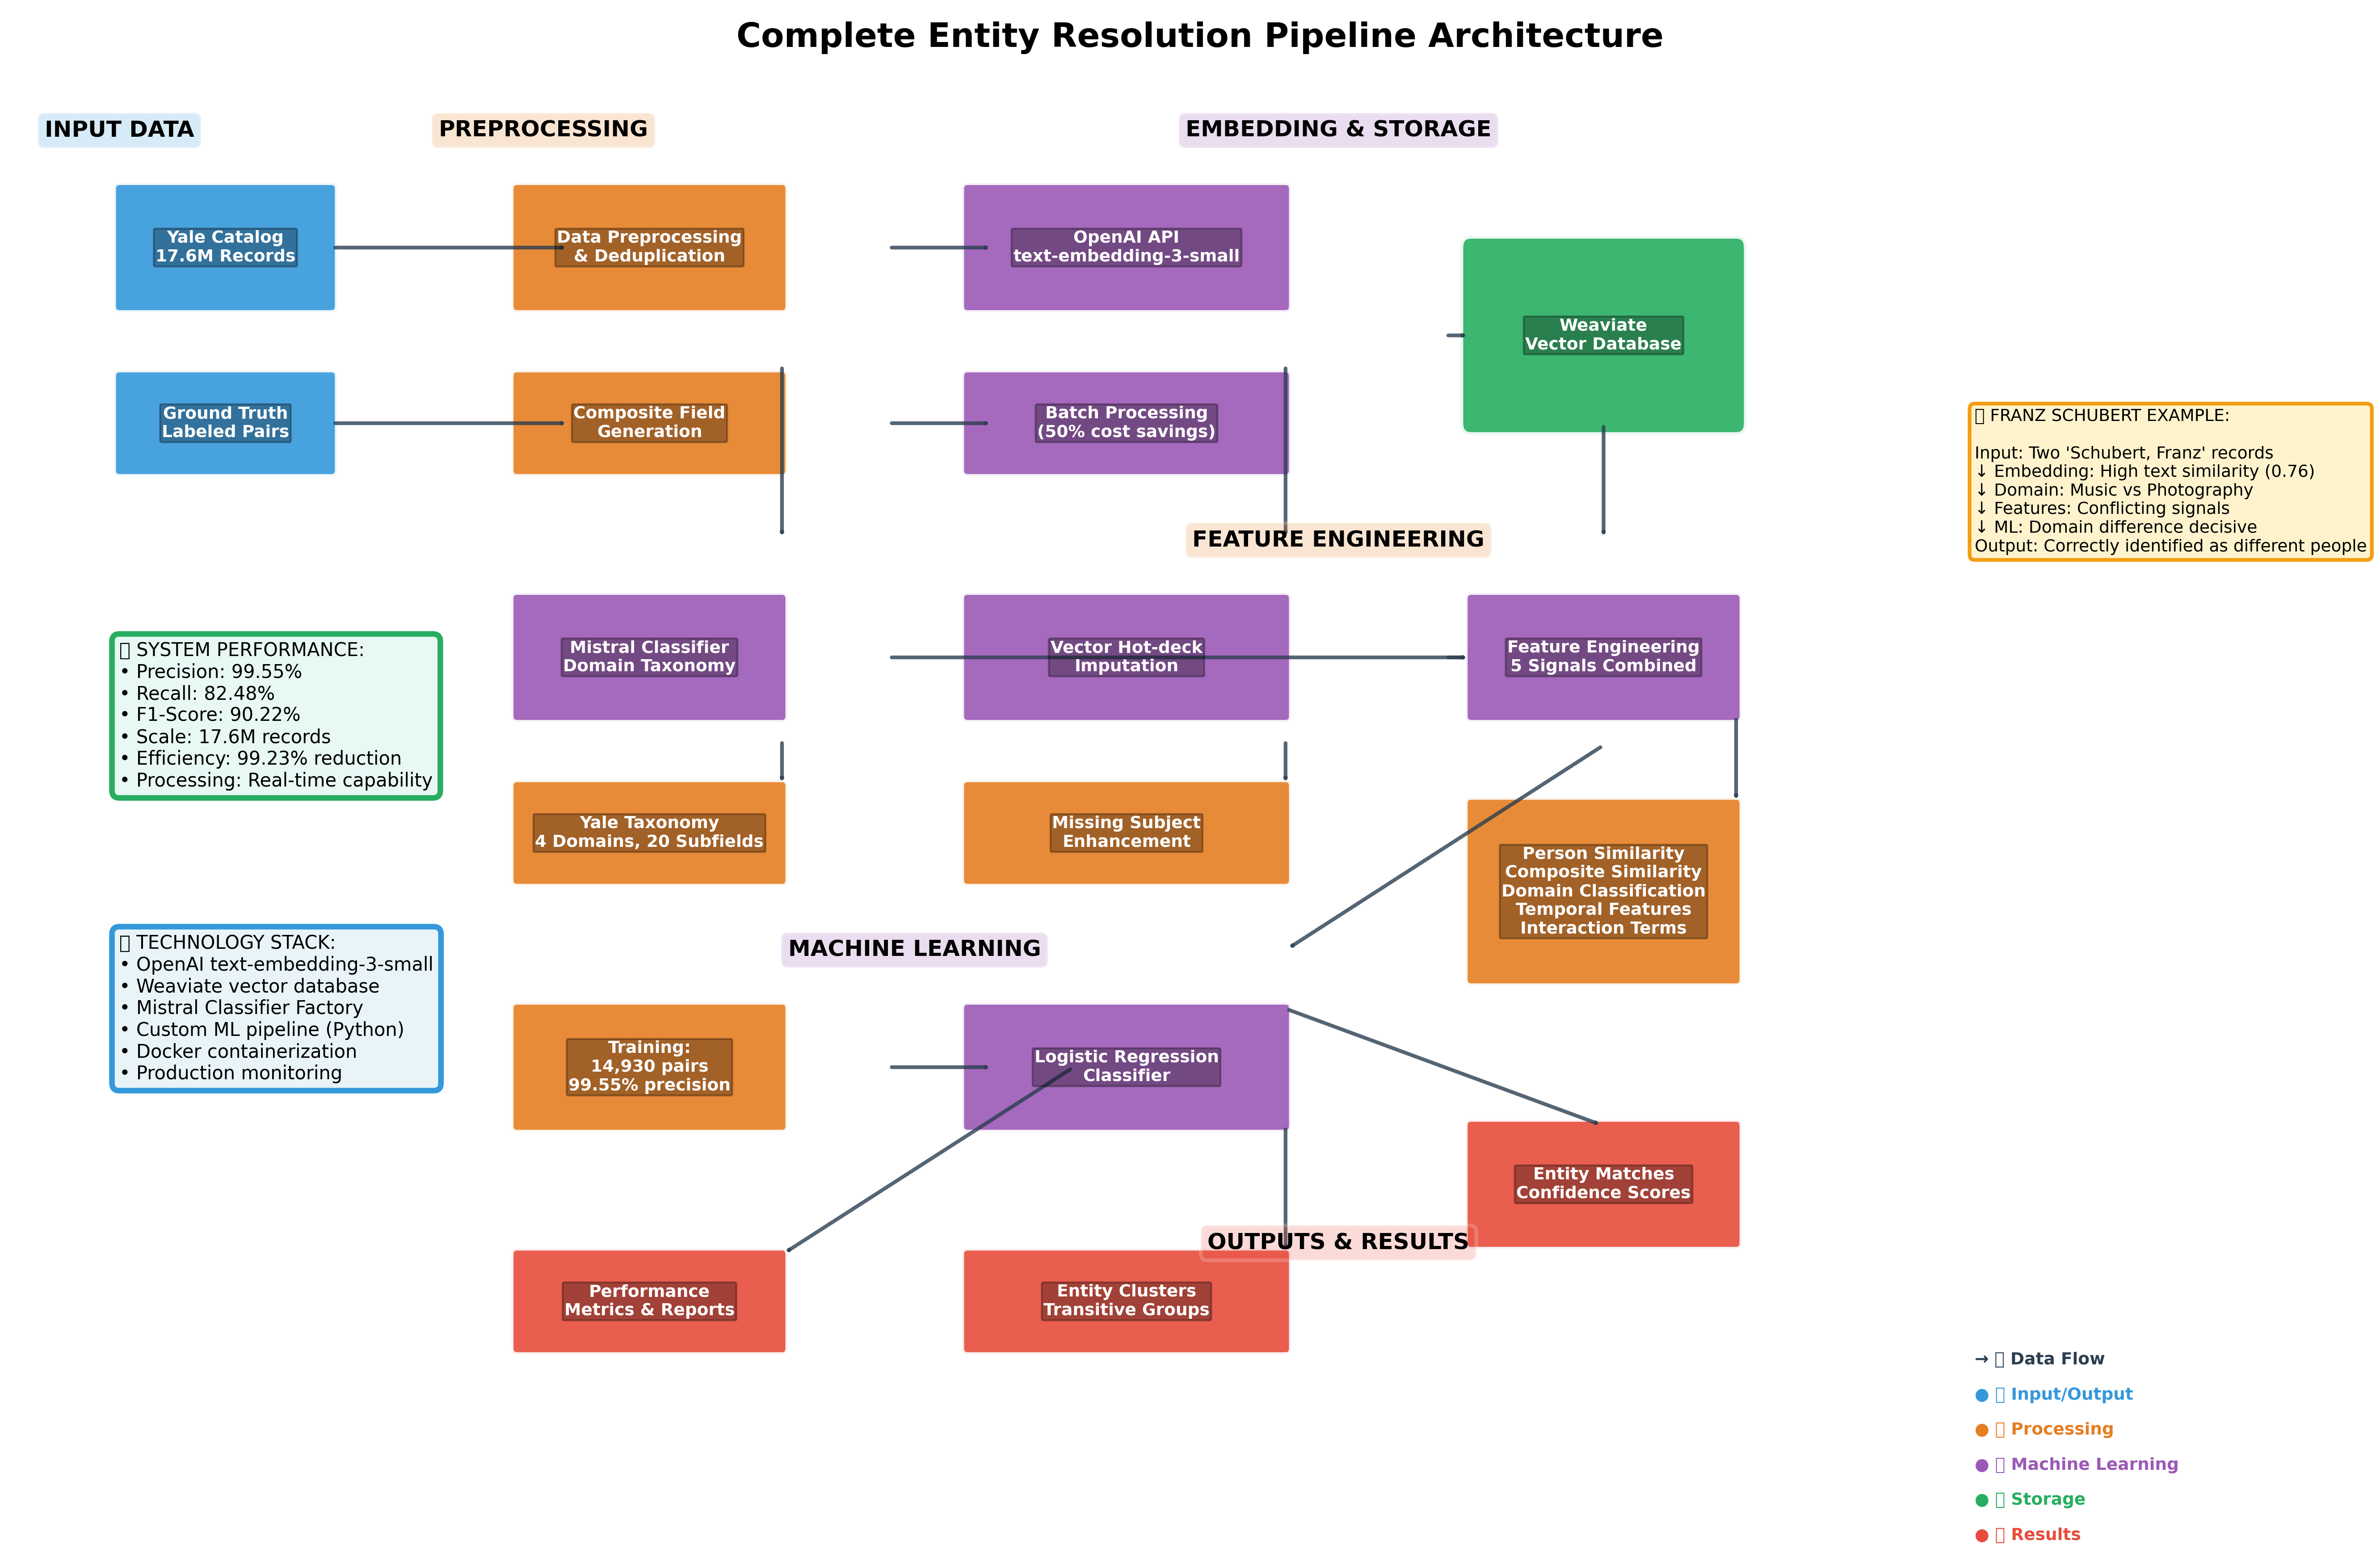 Complete Entity Resolution Pipeline Architecture
INPUT DATA
PREPROCESSING
EMBEDDING & STORAGE
Yale Catalog
17.6M Records
Data Preprocessing
& Deduplication
OpenAI API
text-embedding-3-small
Weaviate
Vector Database
Ground Truth
Labeled Pairs
Composite Field
Generation
Batch Processing
(50% cost savings)
FRANZ SCHUBERT EXAMPLE:
Input: Two 'Schubert, Franz' records
↓ Embedding: High text similarity (0.76)
↓ Domain: Music vs Photography
↓ Features: Conflicting signals
↓ ML: Domain difference decisive
Output: Correctly identified as different people
FEATURE ENGINEERING
Mistral Classifier
Domain Taxonomy
Vector Hot-deck
Imputation
Feature Engineering
5 Signals Combined
SYSTEM PERFORMANCE:
• Precision: 99.55%
• Recall: 82.48%
• F1-Score: 90.22%
• Scale: 17.6M records
• Efficiency: 99.23% reduction
• Processing: Real-time capability
Yale Taxonomy
4 Domains, 20 Subfields
Missing Subject
Enhancement
Person Similarity
Composite Similarity
Domain Classification
Temporal Features
Interaction Terms
MACHINE LEARNING
TECHNOLOGY STACK:
• OpenAI text-embedding-3-small
• Weaviate vector database
• Mistral Classifier Factory
• Custom ML pipeline (Python)
• Docker containerization
• Production monitoring
Training:
14,930 pairs
99.55% precision
Logistic Regression
Classifier
Entity Matches
Confidence Scores
OUTPUTS & RESULTS
Performance
Metrics & Reports
Entity Clusters
Transitive Groups
→ Data Flow
● Input/Output
● Processing
● Machine Learning
● Storage
● Results